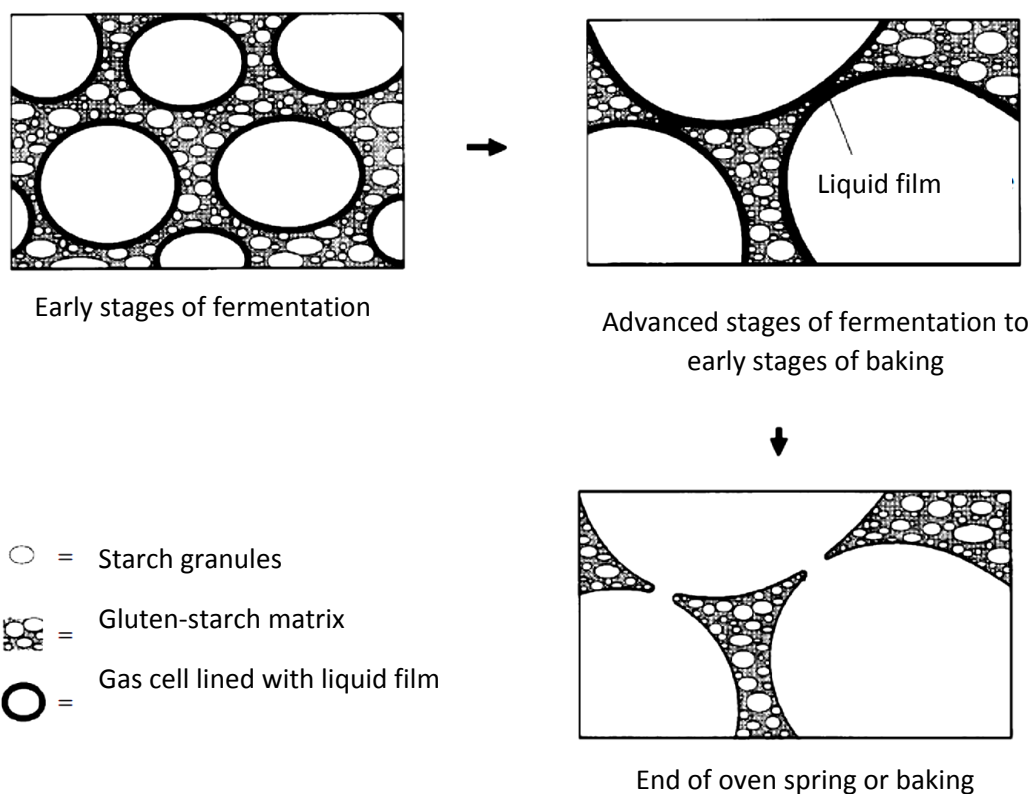 Liquid film
Early stages of fermentation
Advanced stages of fermentation to
early stages of baking
= Starch granules
= Gluten-starch matrix
= Gas cell lined with liquid film
End of oven spring or baking